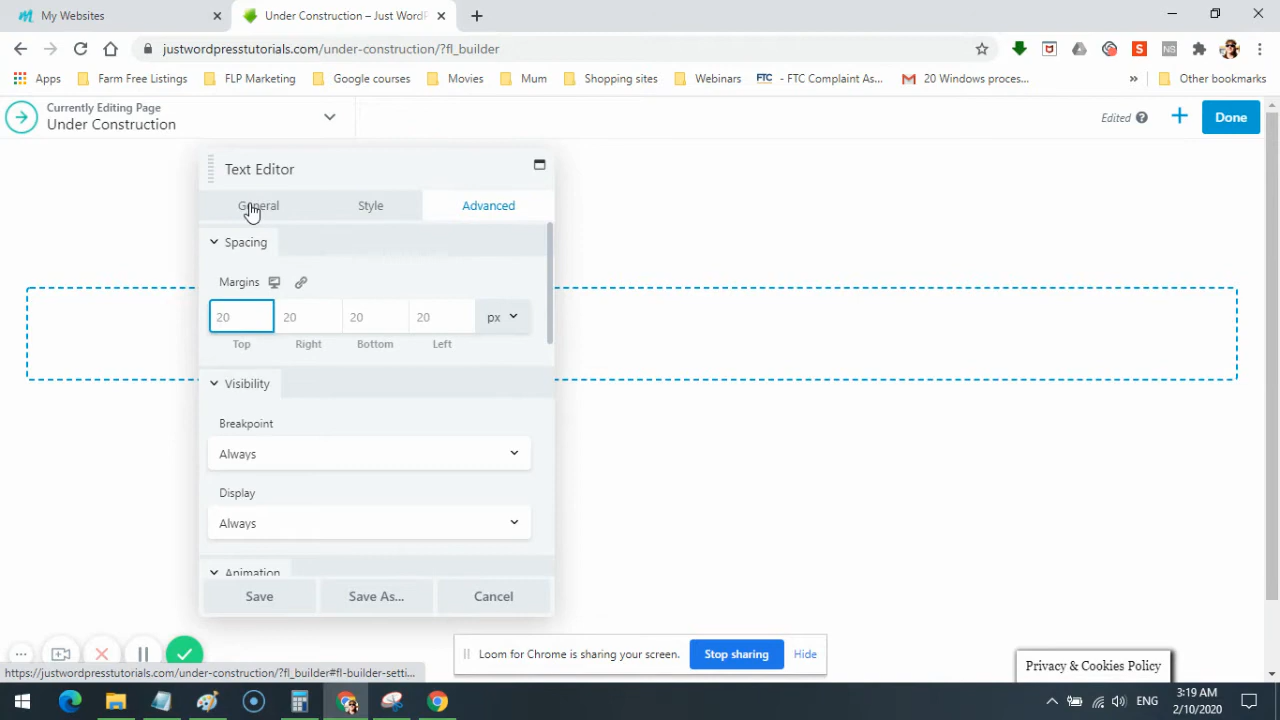 My Websites
Under Construction – Just WordP
justwordpresstutorials.com/under-construction/?fl_builder
Apps
Farm Free Listings
FLP Marketing
Google courses
Movies
Mum
Shopping sites
Webinars
FTC - FTC Complaint As...
20 Windows proces...
»
Other bookmarks
S
NS
Currently Editing Page
Under Construction
Edited
Done
Text Editor
General Style Advanced
Spacing
Margins
20 20 20 20 px
Top Right Bottom Left
Visibility
Breakpoint
Always
Display
Always
Animation
Save Save As... Cancel
Loom for Chrome is sharing your screen. Stop sharing Hide
Privacy & Cookies Policy
https://justwordpresstutorials.com/under-construction/?fl_builder#fl-builder-setti...
ENG
3:19 AM
2/10/2020